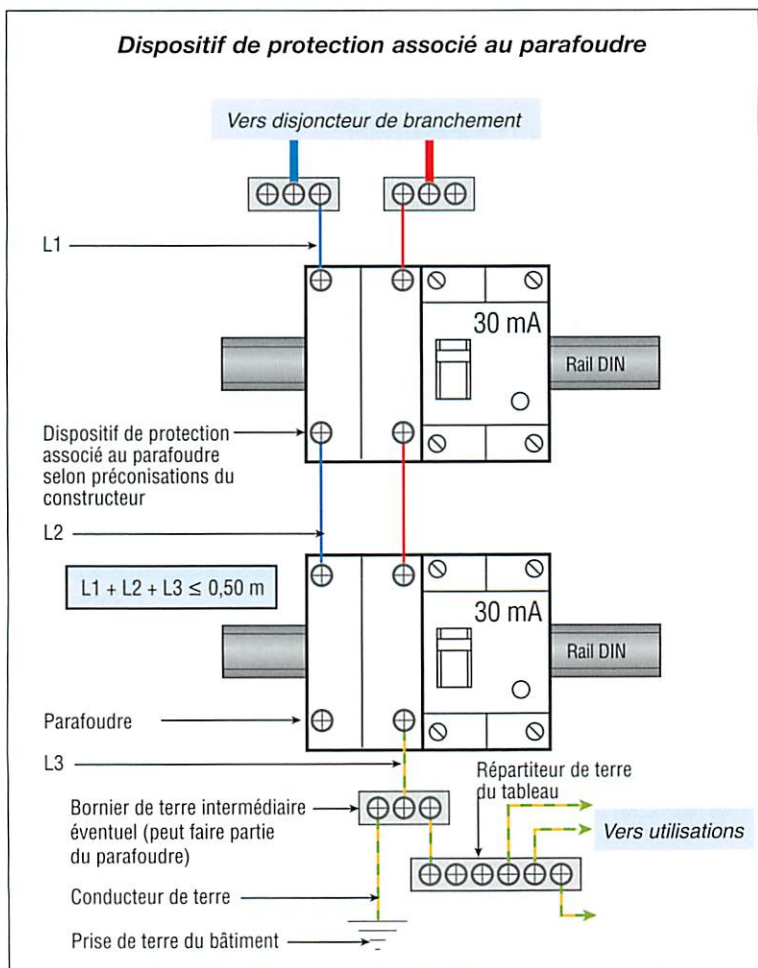 Dispositif de protection associé au parafoudre
Vers disjoncteur de branchement
L1
30 mA
Rail DIN
Dispositif de protection
associé au parafoudre
selon préconisations du
constructeur
L2
L1 + L2 + L3 ≤ 0,50 m
30 mA
Rail DIN
Parafoudre
L3
Répartiteur de terre
du tableau
Bornier de terre intermédiaire
éventuel (peut faire partie
du parafoudre)
Vers utilisations
Conducteur de terre
Prise de terre du bâtiment